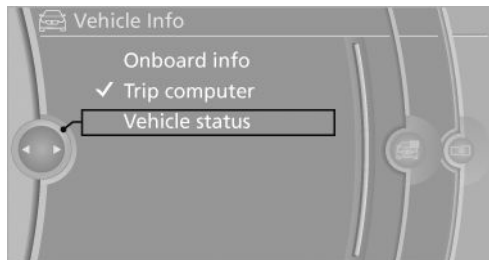 Vehicle Info
Onboard info
Trip computer
Vehicle status